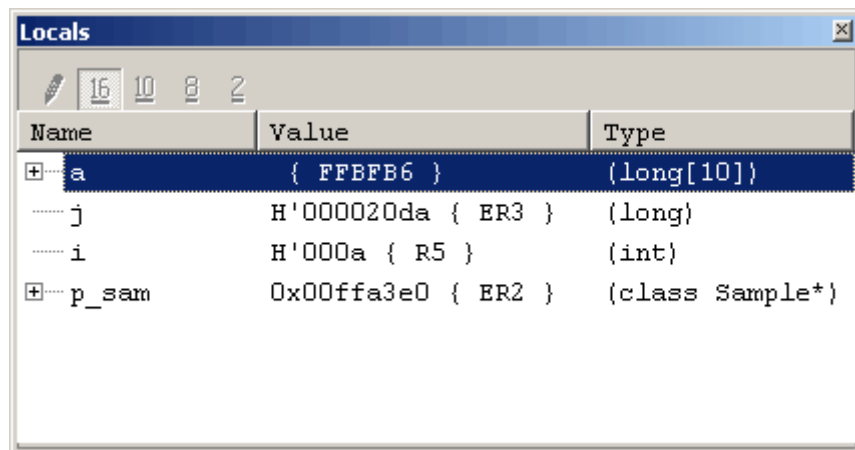 Locals
16 10 8 2
Name Value Type
a { FFBFB6 } (long[10])
j H'000020da { ER3 } (long)
i H'000a { R5 } (int)
p_sam 0x00ffa3e0 { ER2 } (class Sample*)